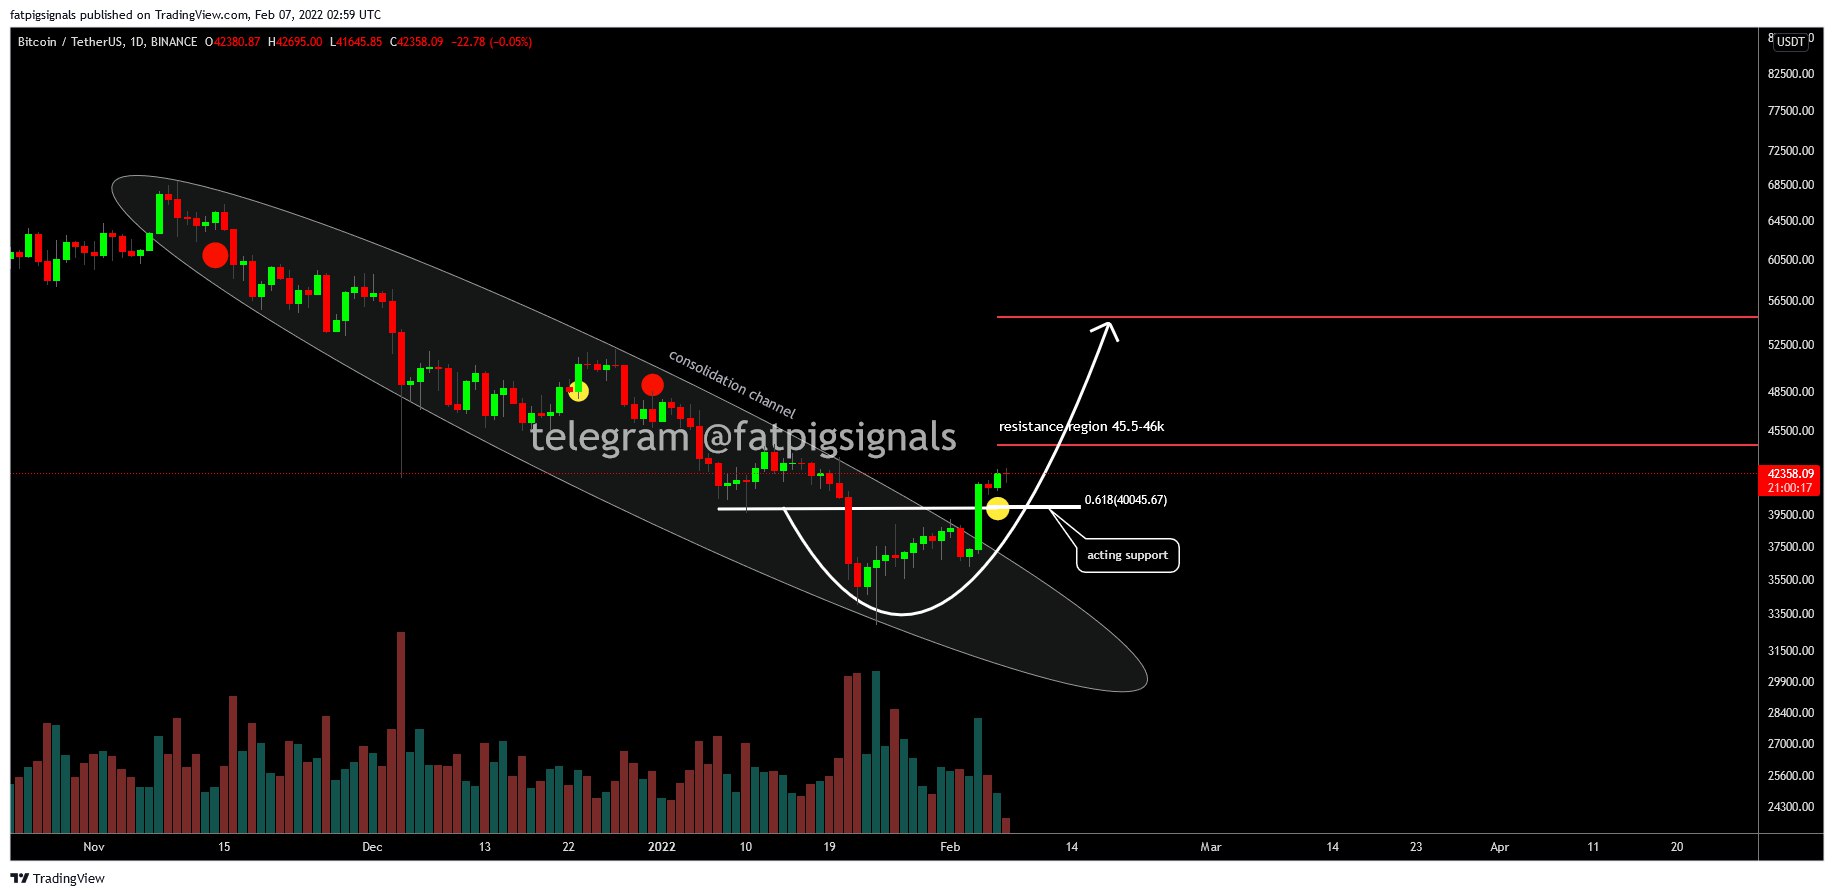 fatpigsignals published on TradingView.com, Feb 07, 2022 02:59 UTC
Bitcoin / TetherUS, 1D, BINANCE O42380.87 H42695.00 L41645.85 C42358.09 −22.78 (−0.05%)
USDT
82500.00
77500.00
72500.00
68500.00
64500.00
60500.00
56500.00
52500.00
consolidation channel
48500.00
resistance region 45.5-46k
45500.00
telegram @fatpigsignals
42358.09
21:00:17
0.618(40045.67)
39500.00
acting support
37500.00
35500.00
33500.00
31500.00
29900.00
28400.00
27000.00
25600.00
24300.00
Nov 15 Dec 13 22 2022 10 19 Feb 14 Mar 14 23 Apr 11 20
TradingView